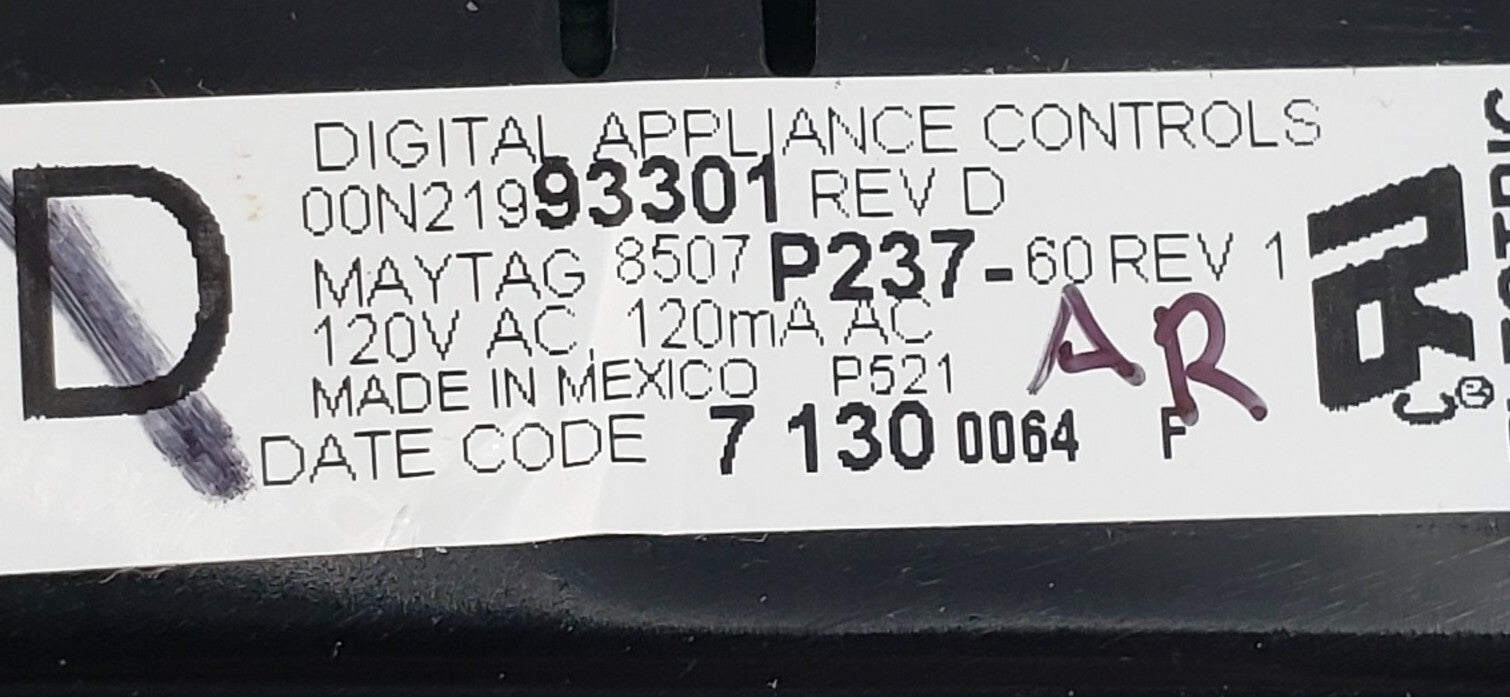 D
DIGITAL APPLIANCE CONTROLS
00N21993301 REV D
MAYTAG 8507P237-60 REV 1
120V AC, 120mA AC
MADE IN MEXICO P521
AR
DATE CODE 7 130 0064 F